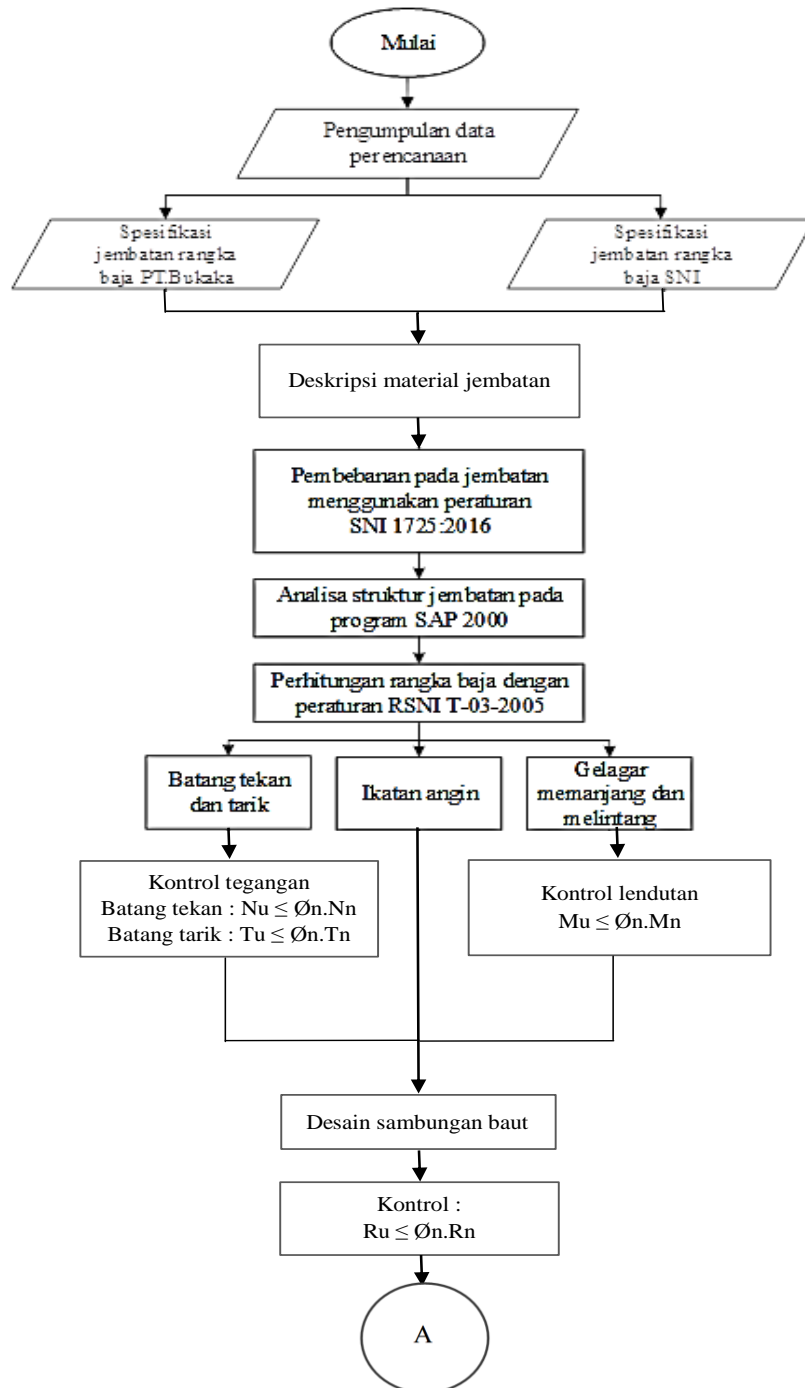 Mulai
Pengumpulan data
perencanaan
Spesifikasi
jembatan rangka
baja PT.Bukaka
Spesifikasi
jembatan rangka
baja SNI
Deskripsi material jembatan
Pembebanan pada jembatan
menggunakan peraturan
SNI 1725:2016
Analisa struktur jembatan pada
program SAP 2000
Perhitungan rangka baja dengan
peraturan RSNI T-03-2005
Batang tekan
dan tarik
Ikatan angin
Gelagar
memanjang dan
melintang
Kontrol tegangan
Batang tekan : Nu ≤ Øn.Nn
Batang tarik : Tu ≤ Øn.Tn
Kontrol lendutan
Mu ≤ Øn.Mn
Desain sambungan baut
Kontrol :
Ru ≤ Øn.Rn
A